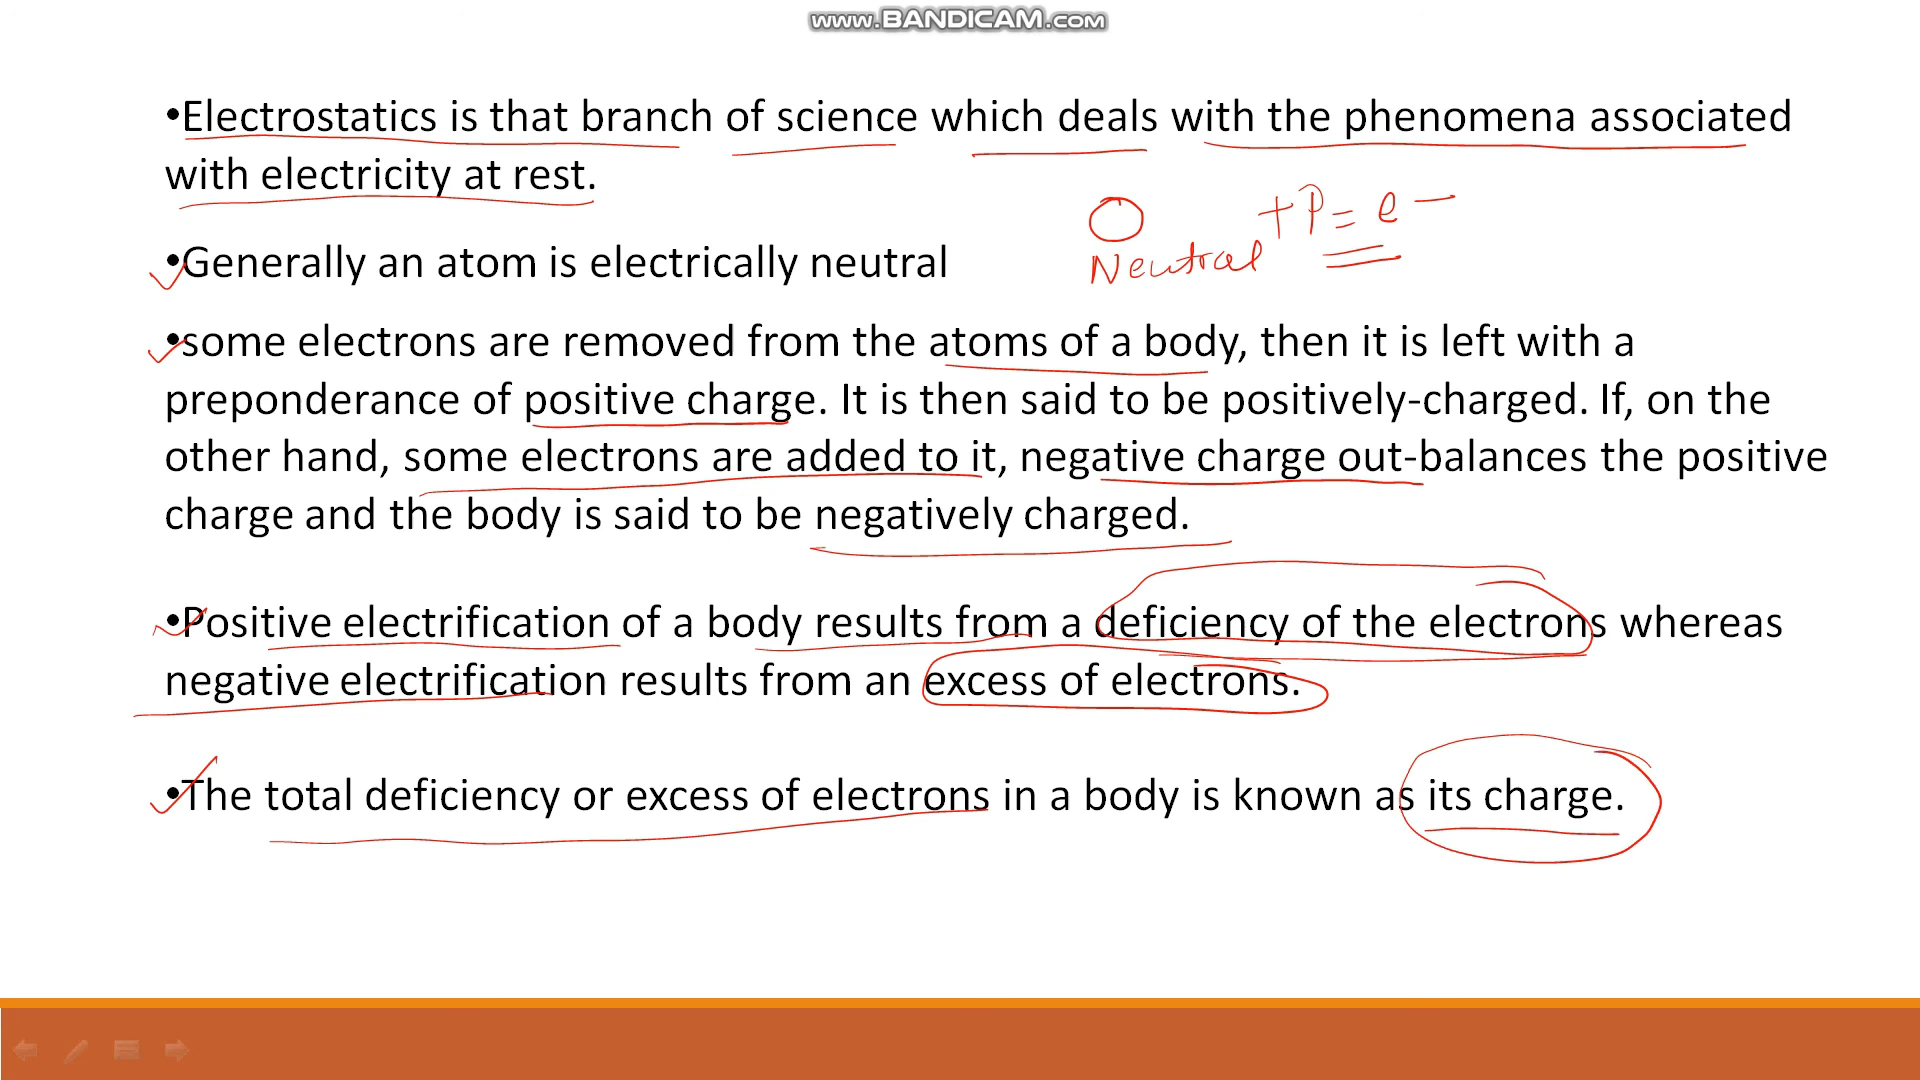 www.BANDICAM.com
•Electrostatics is that branch of science which deals with the phenomena associated
with electricity at rest.
+P = e −
•Generally an atom is electrically neutral
Neutral
•some electrons are removed from the atoms of a body, then it is left with a
preponderance of positive charge. It is then said to be positively-charged. If, on the
other hand, some electrons are added to it, negative charge out-balances the positive
charge and the body is said to be negatively charged.
•Positive electrification of a body results from a deficiency of the electrons whereas
negative electrification results from an excess of electrons.
•The total deficiency or excess of electrons in a body is known as its charge.